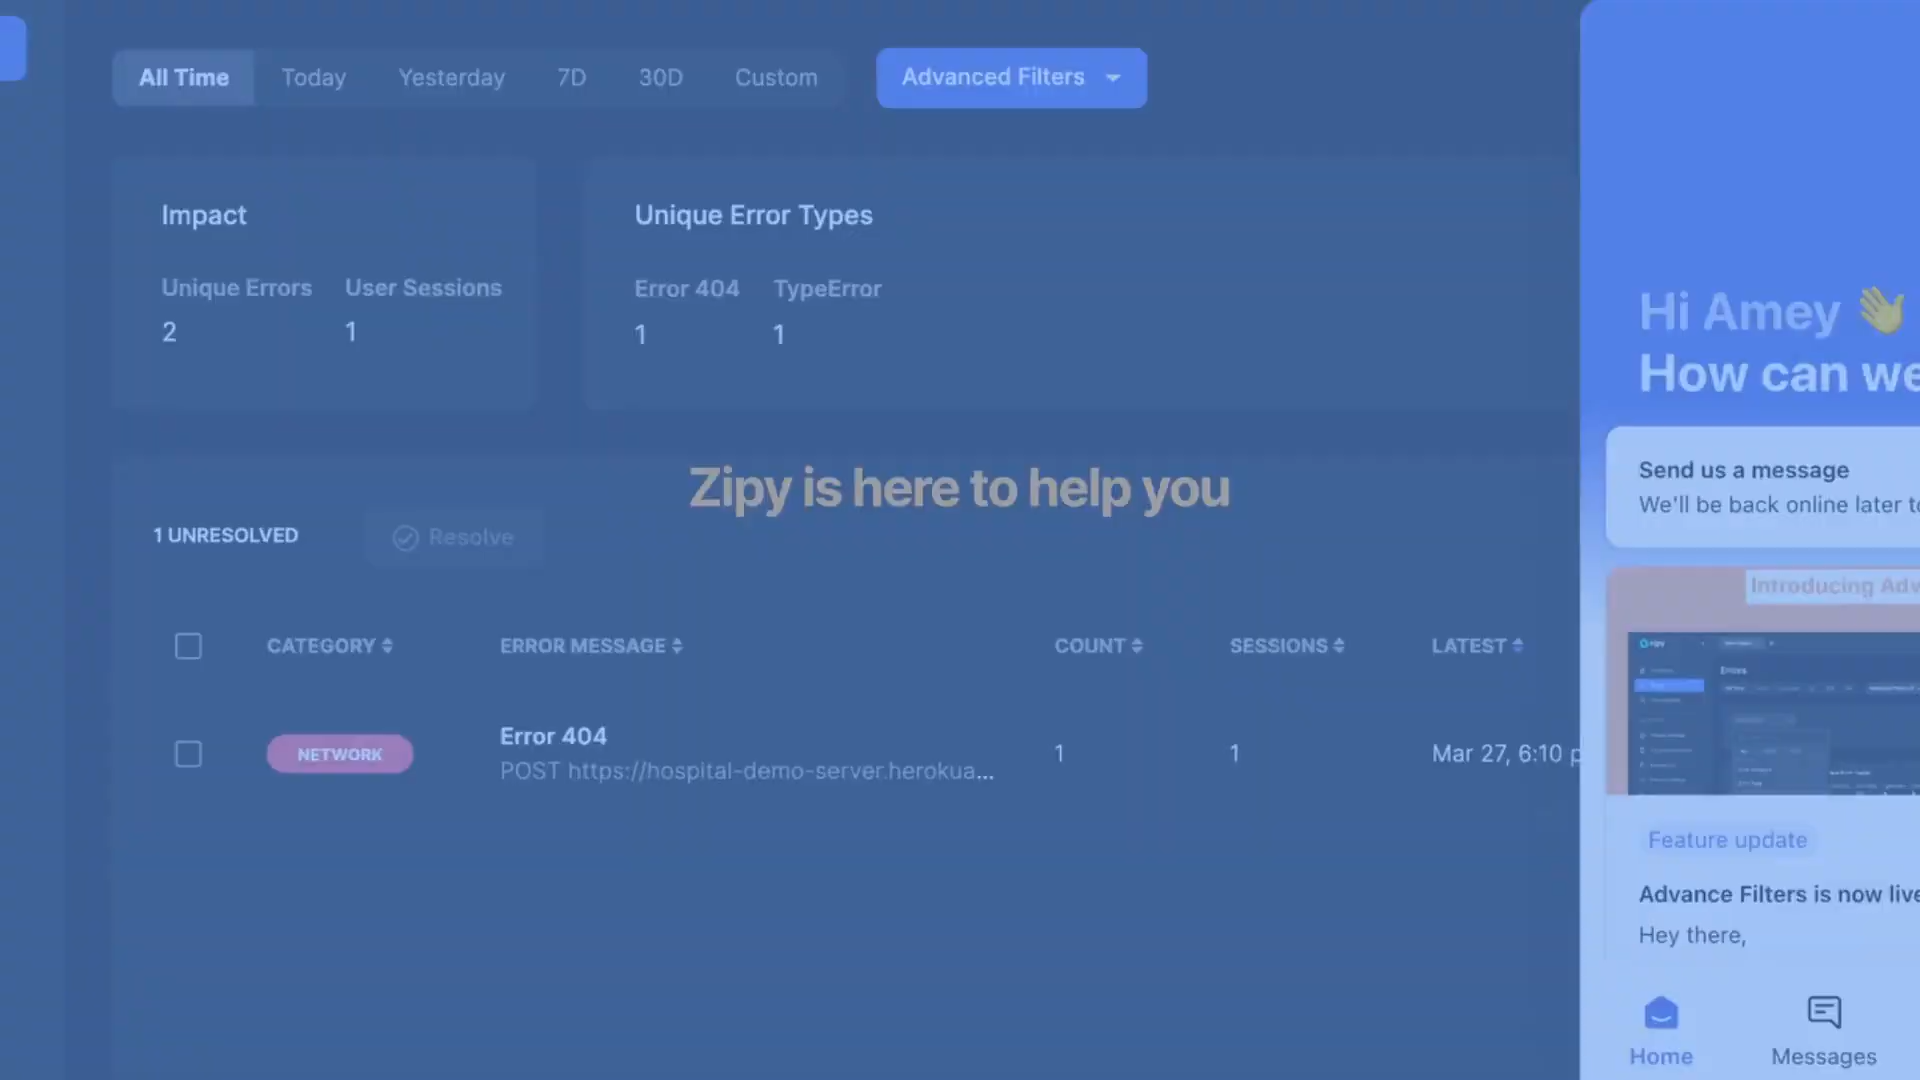 All Time Today Yesterday 7D 30D Custom Advanced Filters
Impact
Unique Errors User Sessions
2 1
Unique Error Types
Error 404 TypeError
1 1
Zipy is here to help you
1 UNRESOLVED Resolve
CATEGORY ERROR MESSAGE COUNT SESSIONS LATEST
NETWORK Error 404 1 1 Mar 27, 6:10 p
POST https://hospital-demo-server.herokua...
Hi Amey 👋
How can we
Send us a message
We'll be back online later to
Introducing Adv
Errors
Feature update
Advance Filters is now live
Hey there,
Home Messages